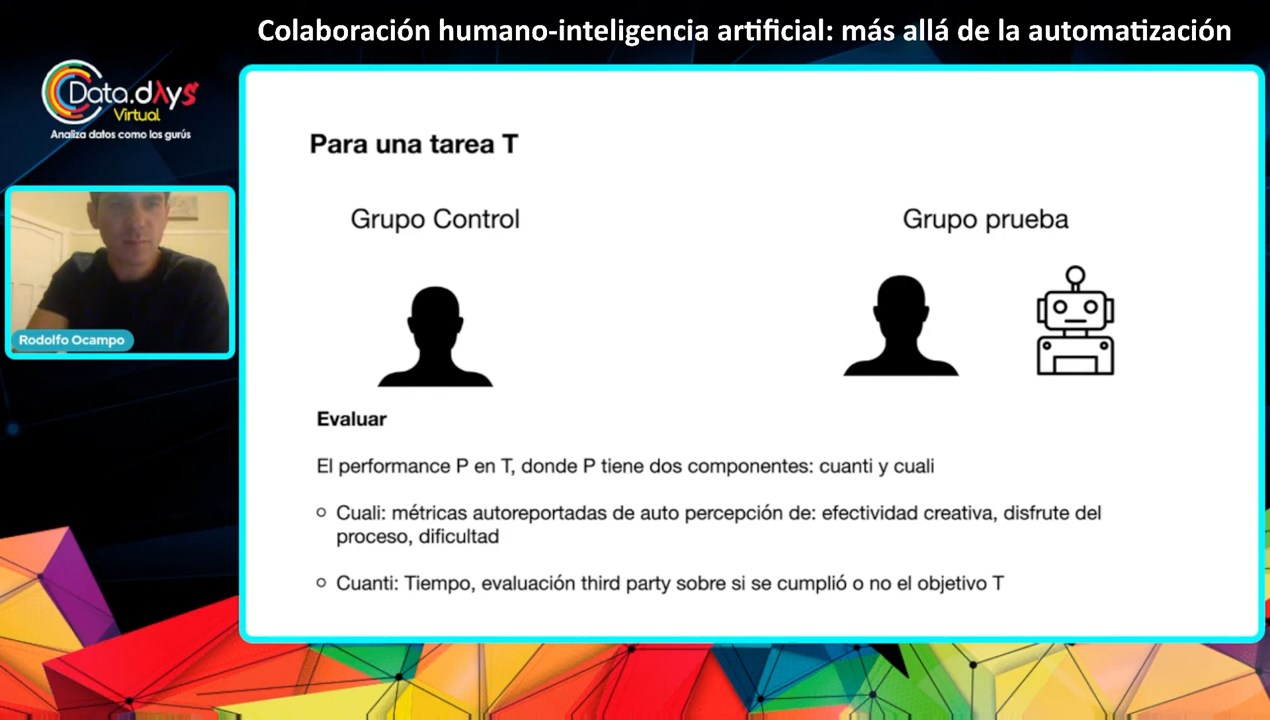 Colaboración humano-inteligencia artificial: más allá de la automatización
Data.dAys
Virtual
Analiza datos como los gurús
Rodolfo Ocampo
Para una tarea T
Grupo Control
Grupo prueba
Evaluar
El performance P en T, donde P tiene dos componentes: cuanti y cuali
Cuali: métricas autoreportadas de auto percepción de: efectividad creativa, disfrute del
proceso, dificultad
Cuanti: Tiempo, evaluación third party sobre si se cumplió o no el objetivo T